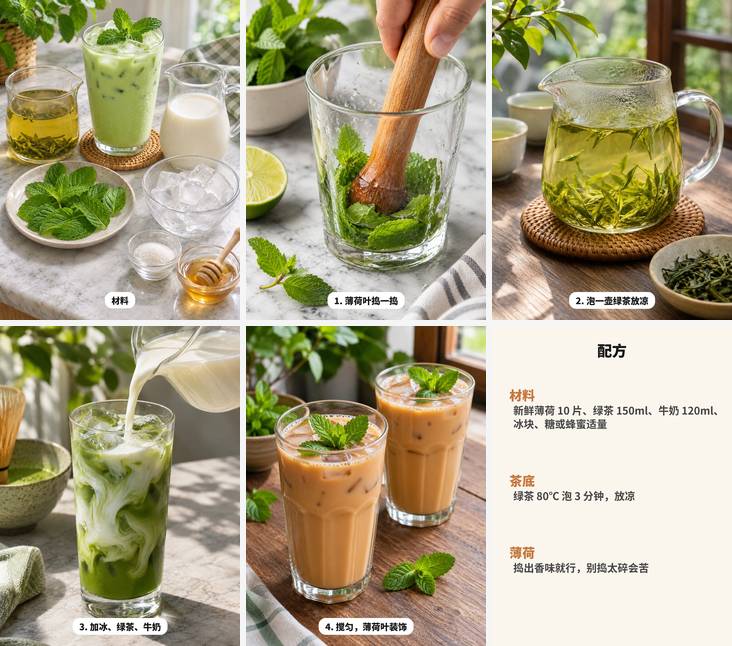 材料
1. 薄荷叶捣一捣
2. 泡一壶绿茶放凉
3. 加冰、绿茶、牛奶
4. 搅匀，薄荷叶装饰
配方
材料
新鲜薄荷 10 片、绿茶 150ml、牛奶 120ml、
冰块、糖或蜂蜜适量
茶底
绿茶 80°C 泡 3 分钟，放凉
薄荷
捣出香味就行，别捣太碎会苦